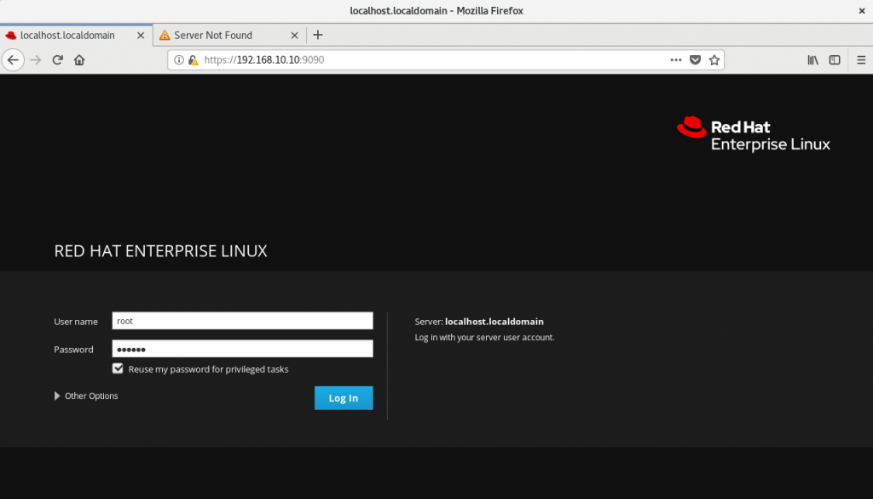 localhost.localdomain - Mozilla Firefox
localhost.localdomain
Server Not Found
https://192.168.10.10:9090
Red Hat
Enterprise Linux
RED HAT ENTERPRISE LINUX
User name root
Server: localhost.localdomain
Log in with your server user account.
Password ••••••
Reuse my password for privileged tasks
Other Options
Log In